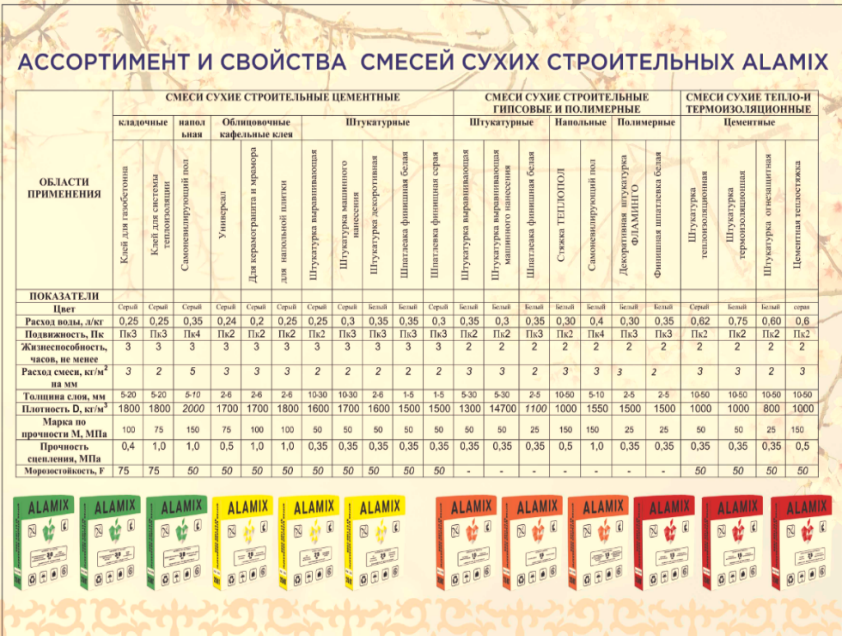 АССОРТИМЕНТ И СВОЙСТВА СМЕСЕЙ СУХИХ СТРОИТЕЛЬНЫХ ALAMIX
ОБЛАСТИ ПРИМЕНЕНИЯ
СМЕСИ СУХИЕ СТРОИТЕЛЬНЫЕ ЦЕМЕНТНЫЕ
СМЕСИ СУХИЕ СТРОИТЕЛЬНЫЕ ГИПСОВЫЕ И ПОЛИМЕРНЫЕ
СМЕСИ СУХИЕ ТЕПЛО-И ТЕРМОИЗОЛЯЦИОННЫЕ
кладочные напольная Облицовочные кафельные клея Штукатурные Штукатурные Напольные Полимерные Цементные
Клей для газобетонна
Клей для системы теплоизоляции
Самонивелирующий пол
Универсал
Для керамогранита и мрамора
для напольной плитки
Штукатурка выравнивающая
Штукатурка машинного нанесения
Штукатурка декоротивная
Шпатлевка финишная белая
Шпатлевка финишная серая
Штукатурка выравнивающая
Штукатурка выравнивающая машинного нанесения
Шпатлевка финишная белая
Стяжка ТЕПЛОПОЛ
Самонивелирующий пол
Декоративная штукатурка ФЛАМИНГО
Финишная шпатлевка белая
Штукатурка теплоизоляционная
Штукатурка термоизоляционная
Штукатурка огнезащитная
Цементная теплостяжка
ПОКАЗАТЕЛИ
Цвет Серый Серый Серый Серый Серый Серый Серый Серый Белый Белый Серый Белый Белый Белый Белый Белый Белый Белый Белый Белый Белый серая
Расход воды, л/кг 0,25 0,25 0,35 0,24 0,2 0,25 0,25 0,3 0,35 0,35 0,3 0,35 0,3 0,35 0,30 0,4 0,30 0,35 0,62 0,75 0,60 0,6
Подвижность, Пк Пк3 Пк3 Пк4 Пк2 Пк2 Пк2 Пк2 Пк3 Пк3 Пк3 Пк3 Пк2 Пк2 Пк3 Пк2 Пк4 Пк3 Пк3 Пк2 Пк2 Пк2 Пк2
Жизнеспособность, часов, не менее 3 3 3 3 3 3 3 3 3 3 3 2 2 2 2 2 2 2 2 2 2 2
Расход смеси, кг/м² на мм 3 2 5 3 3 3 2 2 2 2 2 3 3 2 3 3 3 2 3 3 2 3
Толщина слоя, мм 5-20 5-20 5-10 2-6 2-6 2-6 10-30 10-30 2-6 1-5 1-5 5-30 5-30 2-5 10-50 5-10 2-5 2-5 10-50 10-50 10-50 10-50
Плотность D, кг/м³ 1800 1800 2000 1700 1700 1800 1600 1700 1600 1500 1500 1300 14700 1100 1000 1550 1500 1500 1000 1000 800 1000
Марка по прочности М, МПа 100 75 150 75 100 100 50 50 50 50 50 50 50 25 150 150 25 25 50 50 25 150
Прочность сцепления, МПа 0,4 1,0 1,0 0,5 1,0 1,0 0,35 0,35 0,35 0,35 0,35 0,35 0,35 0,35 0,5 1,0 0,35 0,35 0,35 0,35 0,35 0,5
Морозостойкость, F 75 75 50 50 50 50 50 50 50 50 50 - - - - - - - 50 50 50 50
ALAMIX ALAMIX ALAMIX ALAMIX ALAMIX ALAMIX ALAMIX ALAMIX ALAMIX ALAMIX ALAMIX ALAMIX